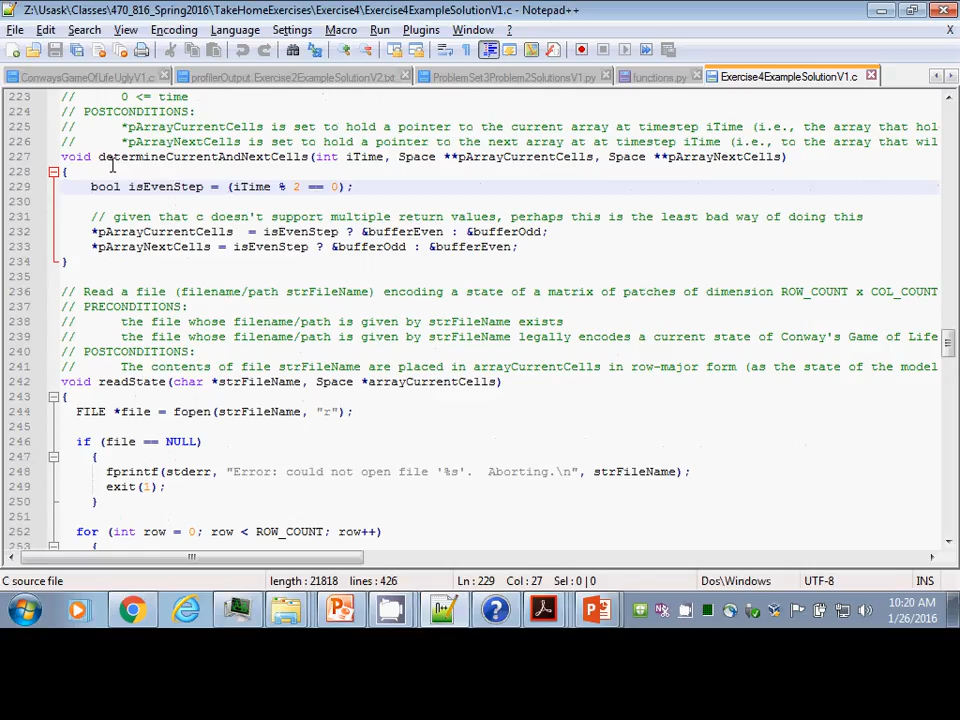 Z:\Usask\Classes\470_816_Spring2016\TakeHomeExercises\Exercise4\Exercise4ExampleSolutionV1.c - Notepad++
File Edit Search View Encoding Language Settings Macro Run Plugins Window ? X
ConwaysGameOfLifeUglyV1.c profilerOutput.Exercise2ExampleSolutionV2.txt ProblemSet3Problem2SolutionsV1.py functions.py Exercise4ExampleSolutionV1.c
223 // 0 <= time
224 // POSTCONDITIONS:
225 // *pArrayCurrentCells is set to hold a pointer to the current array at timestep iTime (i.e., the array that hol
226 // *pArrayNextCells is set to hold a pointer to the next array at at timestep iTime (i.e., to the array that wil
227 void determineCurrentAndNextCells(int iTime, Space **pArrayCurrentCells, Space **pArrayNextCells)
228 {
229 bool isEvenStep = (iTime % 2 == 0);
230
231 // given that c doesn't support multiple return values, perhaps this is the least bad way of doing this
232 *pArrayCurrentCells = isEvenStep ? &bufferEven : &bufferOdd;
233 *pArrayNextCells = isEvenStep ? &bufferOdd : &bufferEven;
234 }
235
236 // Read a file (filename/path strFileName) encoding a state of a matrix of patches of dimension ROW_COUNT x COL_COUNT
237 // PRECONDITIONS:
238 // the file whose filename/path is given by strFileName exists
239 // the file whose filename/path is given by strFileName legally encodes a current state of Conway's Game of Life
240 // POSTCONDITIONS:
241 // The contents of file strFileName are placed in arrayCurrentCells in row-major form (as the state of the model
242 void readState(char *strFileName, Space *arrayCurrentCells)
243 {
244 FILE *file = fopen(strFileName, "r");
245
246 if (file == NULL)
247 {
248 fprintf(stderr, "Error: could not open file '%s'. Aborting.\n", strFileName);
249 exit(1);
250 }
251
252 for (int row = 0; row < ROW_COUNT; row++)
253 {
C source file length : 21818 lines : 426 Ln : 229 Col : 27 Sel : 0 | 0 Dos\Windows UTF-8 INS
10:20 AM
1/26/2016